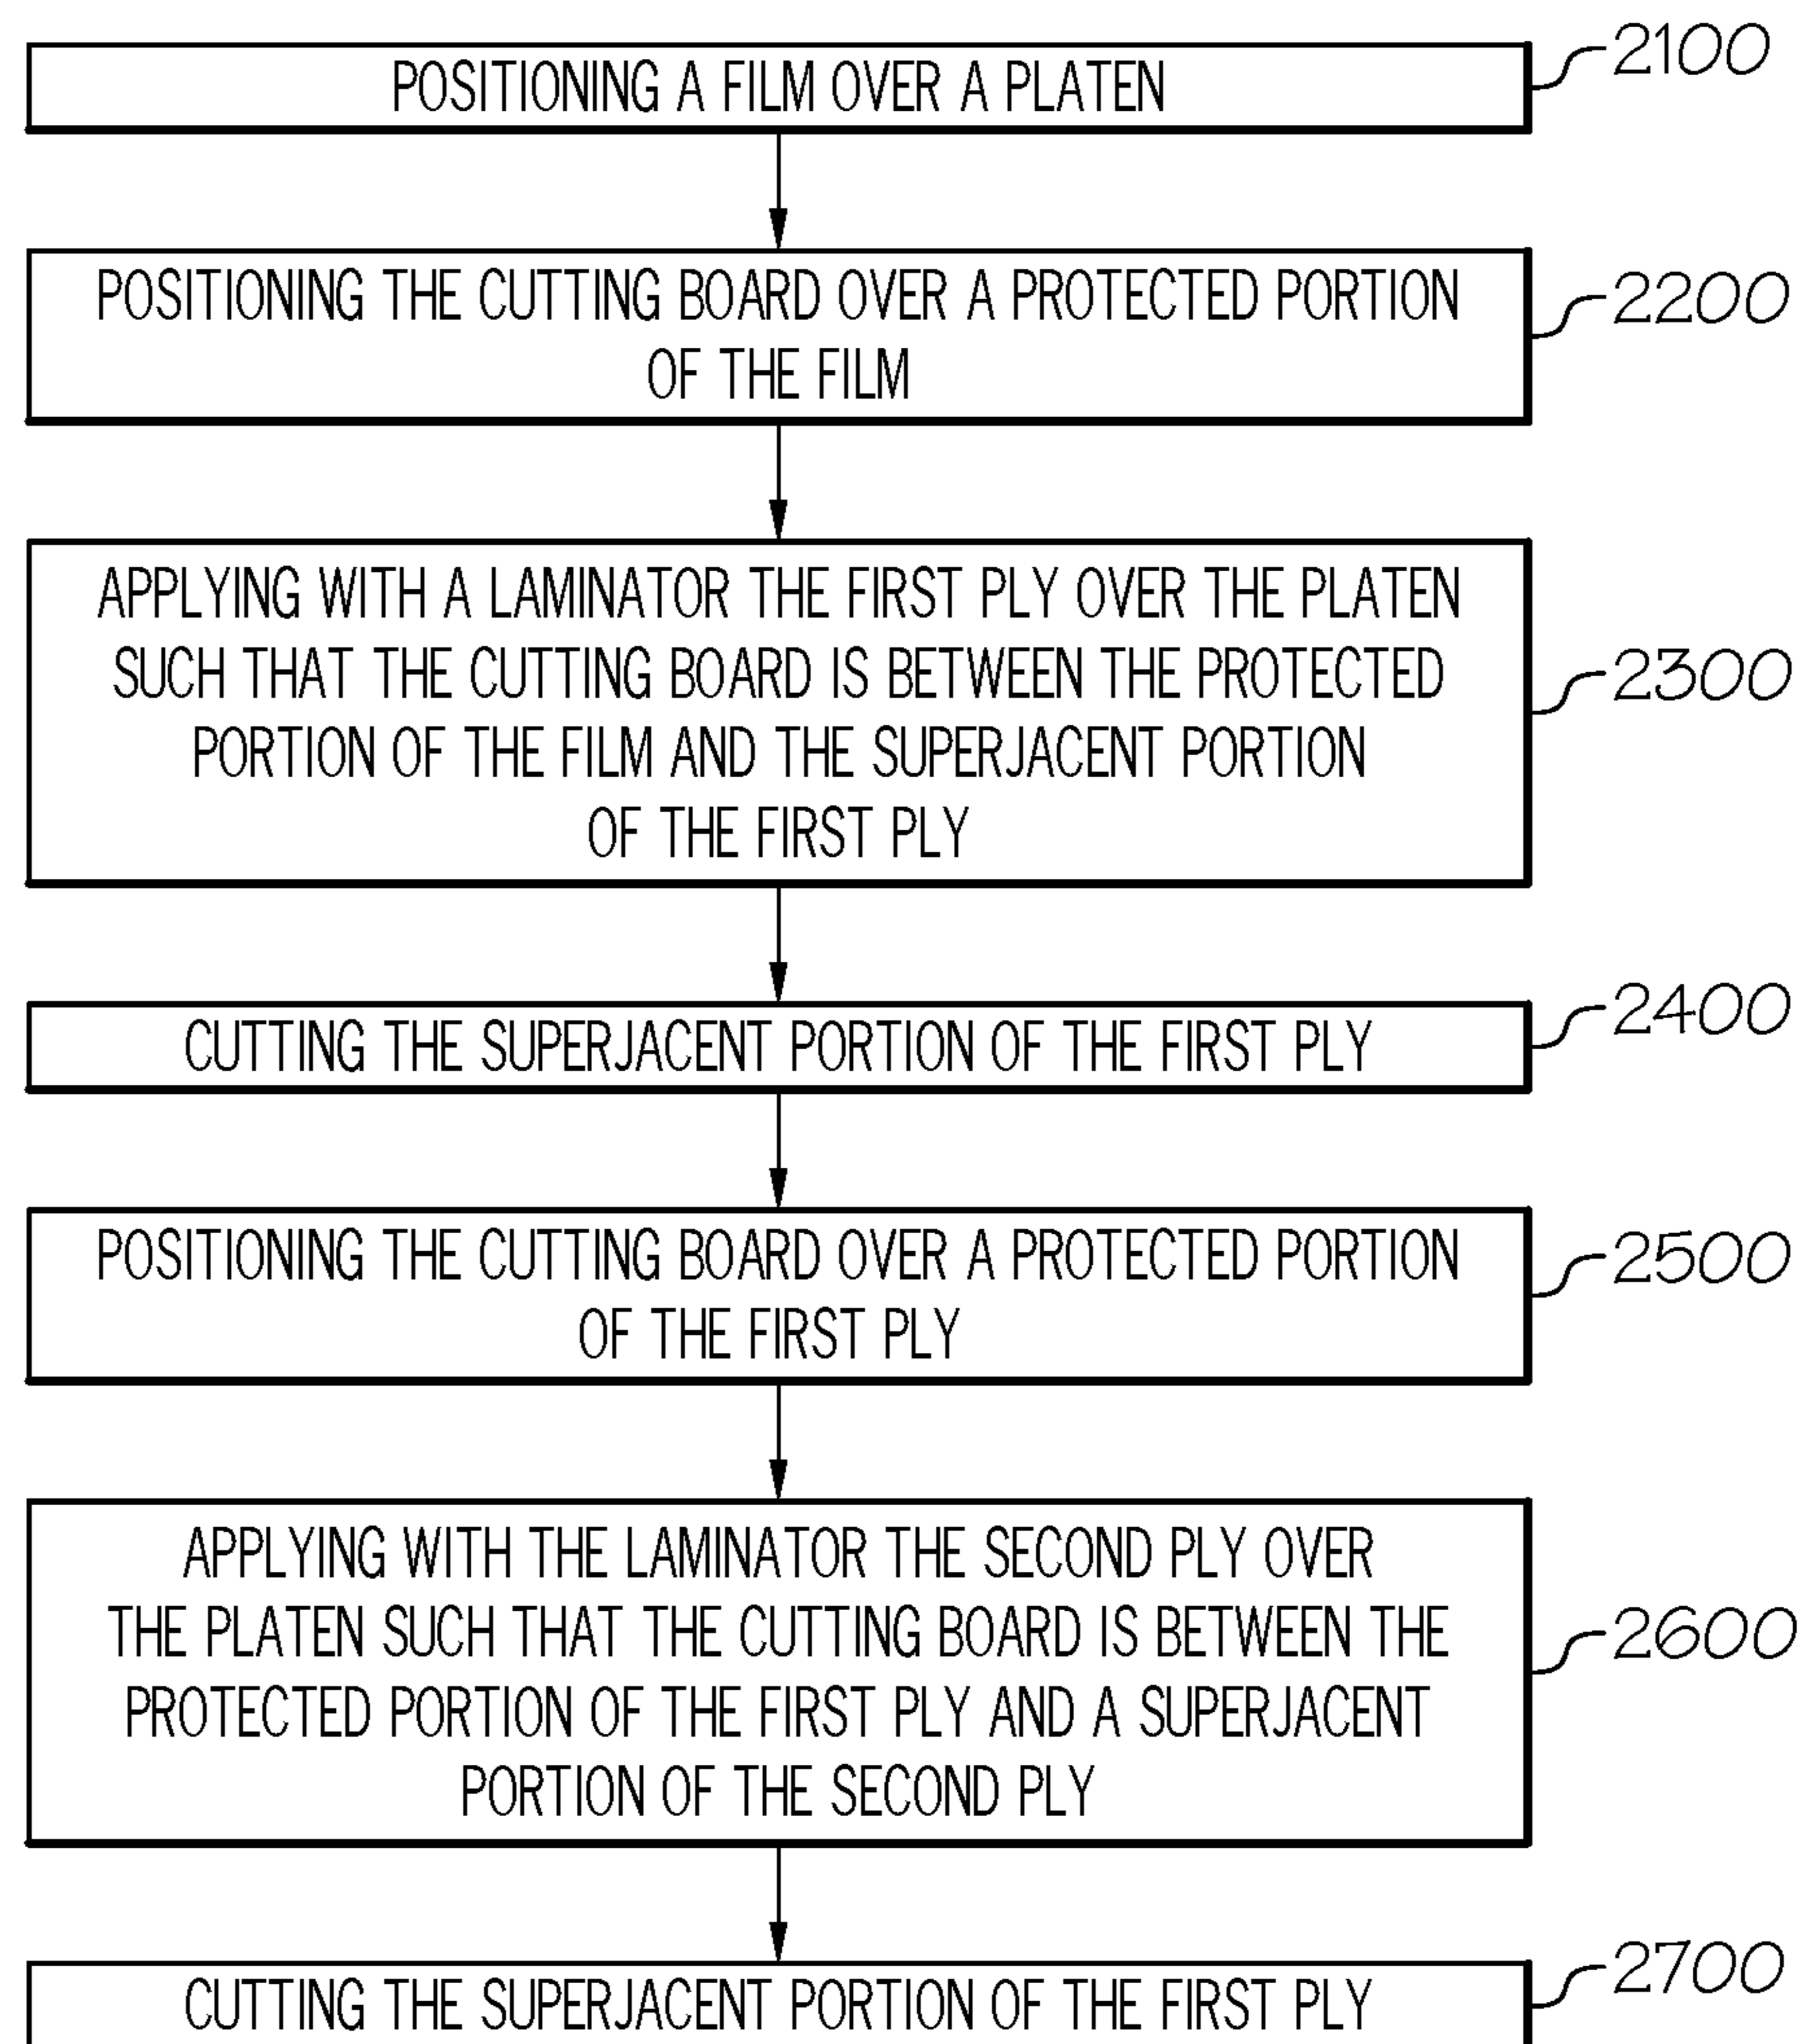 POSITIONING A FILM OVER A PLATEN
2100
POSITIONING THE CUTTING BOARD OVER A PROTECTED PORTION
OF THE FILM
2200
APPLYING WITH A LAMINATOR THE FIRST PLY OVER THE PLATEN
SUCH THAT THE CUTTING BOARD IS BETWEEN THE PROTECTED
PORTION OF THE FILM AND THE SUPERJACENT PORTION
OF THE FIRST PLY
2300
CUTTING THE SUPERJACENT PORTION OF THE FIRST PLY
2400
POSITIONING THE CUTTING BOARD OVER A PROTECTED PORTION
OF THE FIRST PLY
2500
APPLYING WITH THE LAMINATOR THE SECOND PLY OVER
THE PLATEN SUCH THAT THE CUTTING BOARD IS BETWEEN THE
PROTECTED PORTION OF THE FIRST PLY AND A SUPERJACENT
PORTION OF THE SECOND PLY
2600
CUTTING THE SUPERJACENT PORTION OF THE FIRST PLY
2700